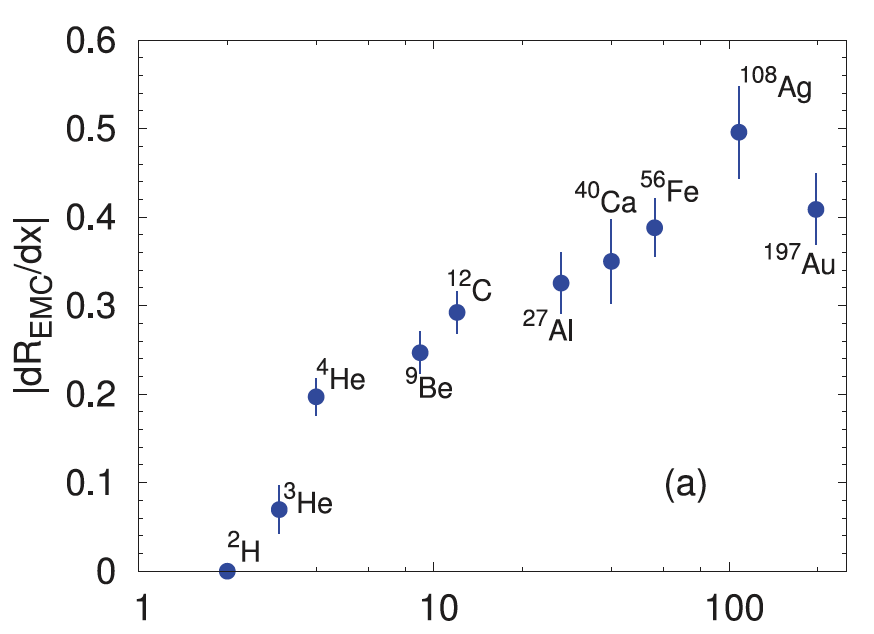 0.6
0.5
0.4
0.3
0.2
0.1
0
|dR_EMC/dx|
¹⁰⁸Ag
⁵⁶Fe
⁴⁰Ca
¹⁹⁷Au
¹²C
²⁷Al
⁴He
⁹Be
(a)
³He
²H
1 10 100